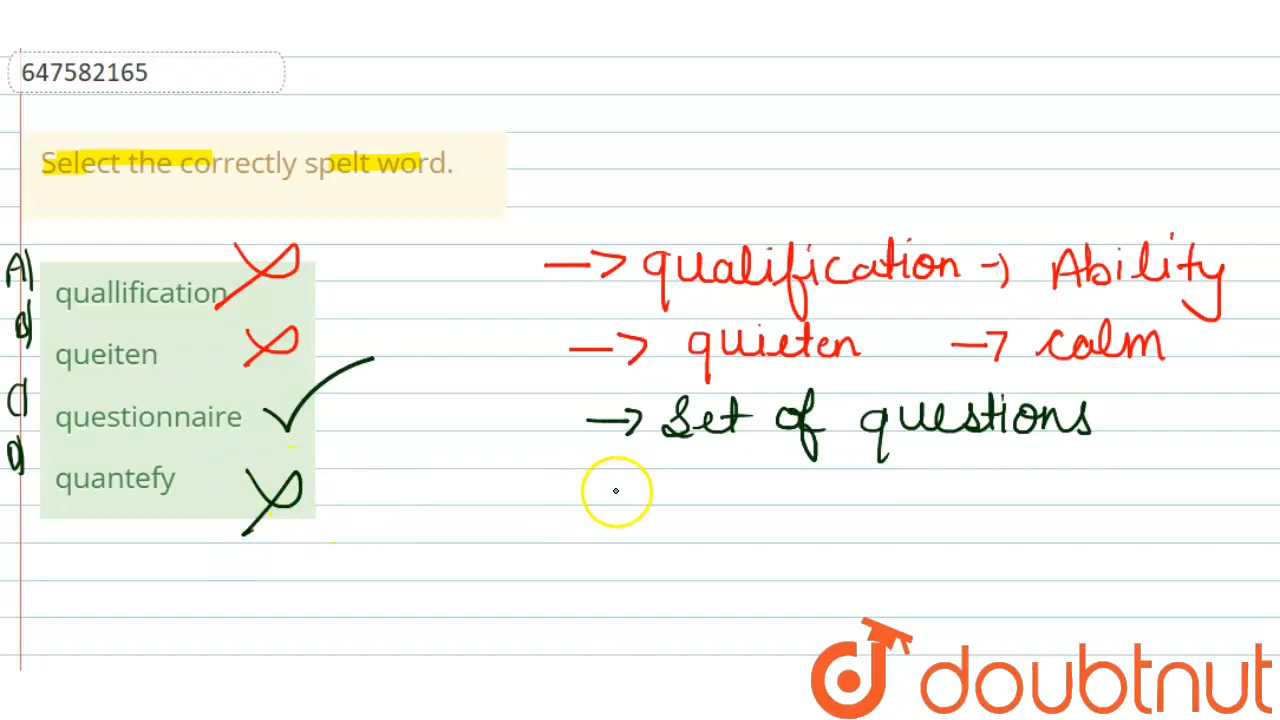 647582165
Select the correctly spelt word.
A) quallification → qualification → Ability
B) queiten → quieten → calm
C) questionnaire → Set of questions
D) quantefy
doubtnut